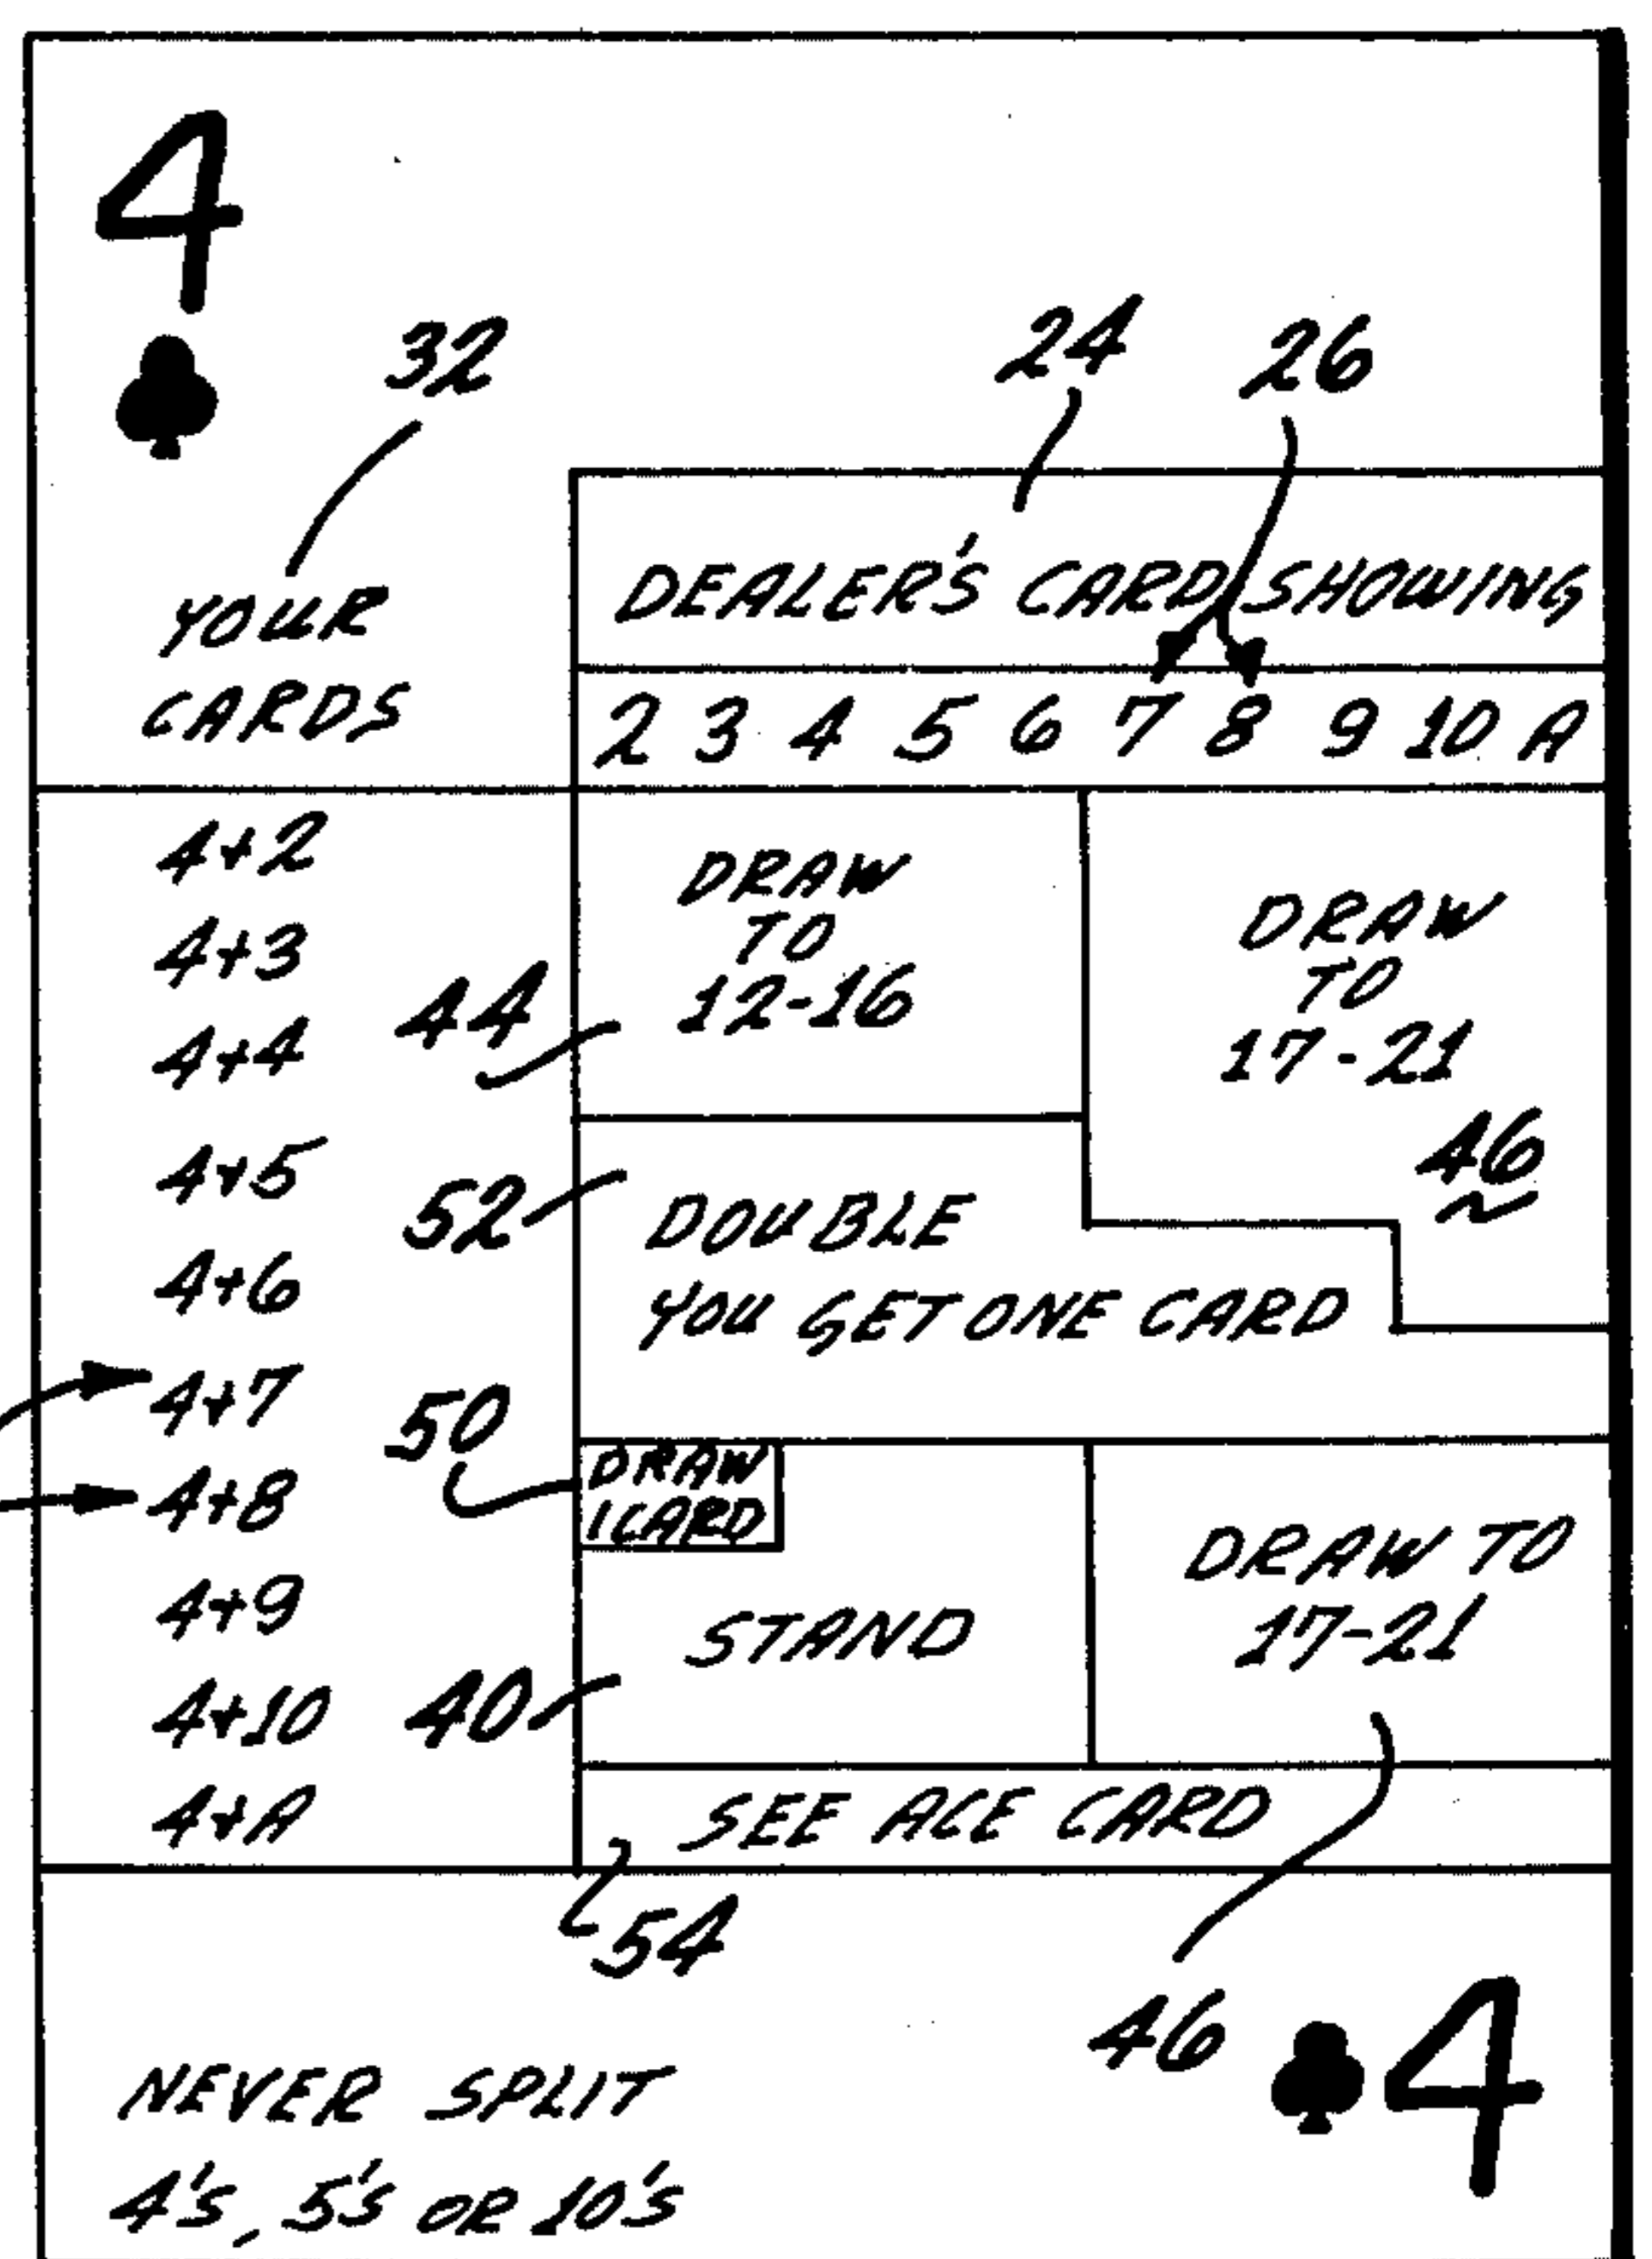 4
32
24 26
DEALER'S CARD SHOWING
YOUR
CARDS
2 3 4 5 6 7 8 9 10 A
4+2
4+3
4+4
4+5
4+6
4+7
4+8
4+9
4+10
4+A
44
52
50
40
DRAW
TO
12-16
DRAW
TO
17-21
46
DOUBLE
YOU GET ONE CARD
DRAW
1 CARD
STAND
DRAW TO
17-21
SEE ACE CARD
54
46
4
NEVER SPLIT
4'S, 5'S OR 10'S